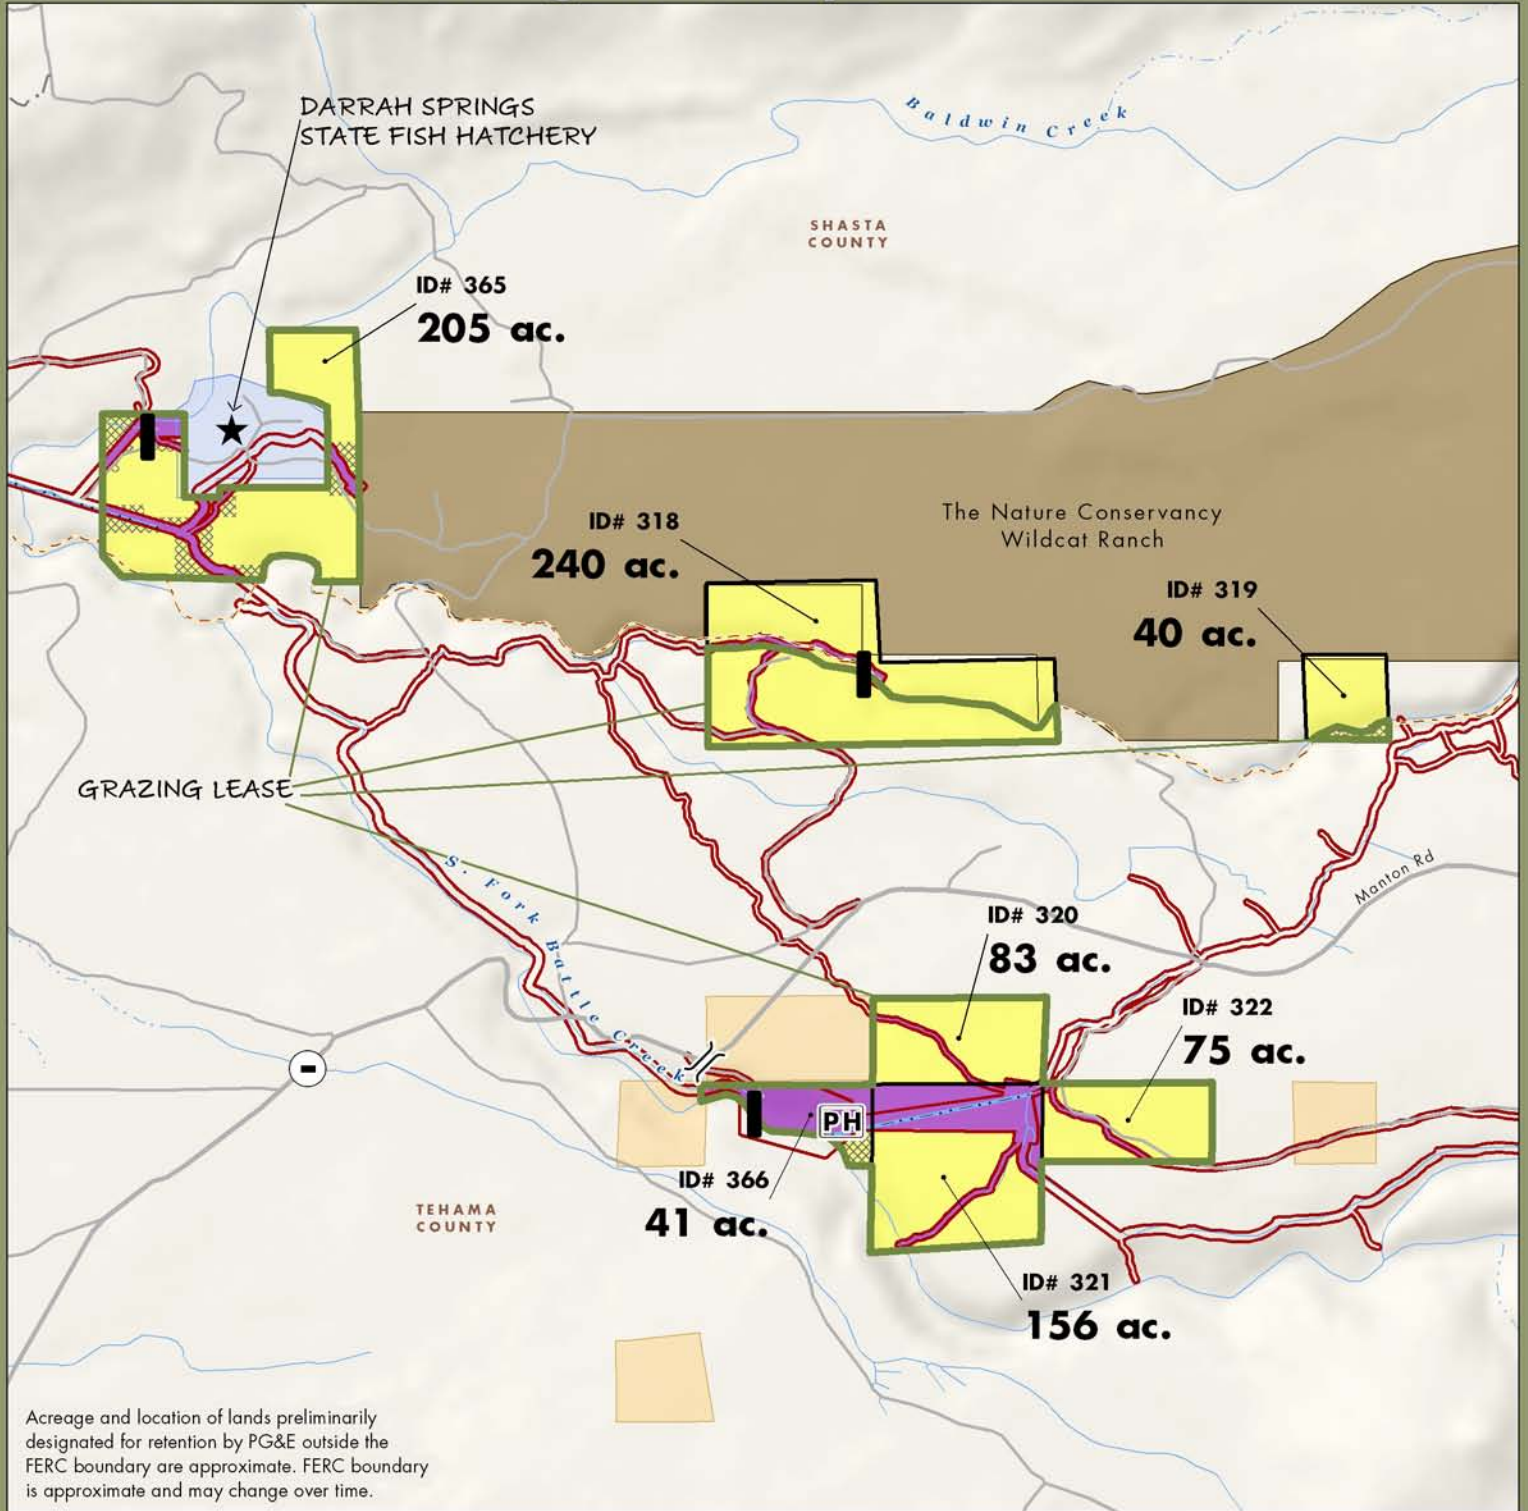 DARRAH SPRINGS
STATE FISH HATCHERY
Baldwin Creek
SHASTA
COUNTY
ID# 365
205 ac.
ID# 318
240 ac.
The Nature Conservancy
Wildcat Ranch
ID# 319
40 ac.
GRAZING LEASE
S. Fork Battle Creek
Manton Rd
ID# 320
83 ac.
ID# 322
75 ac.
PH
ID# 366
41 ac.
TEHAMA
COUNTY
ID# 321
156 ac.
Acreage and location of lands preliminarily
designated for retention by PG&E outside the
FERC boundary are approximate. FERC boundary
is approximate and may change over time.